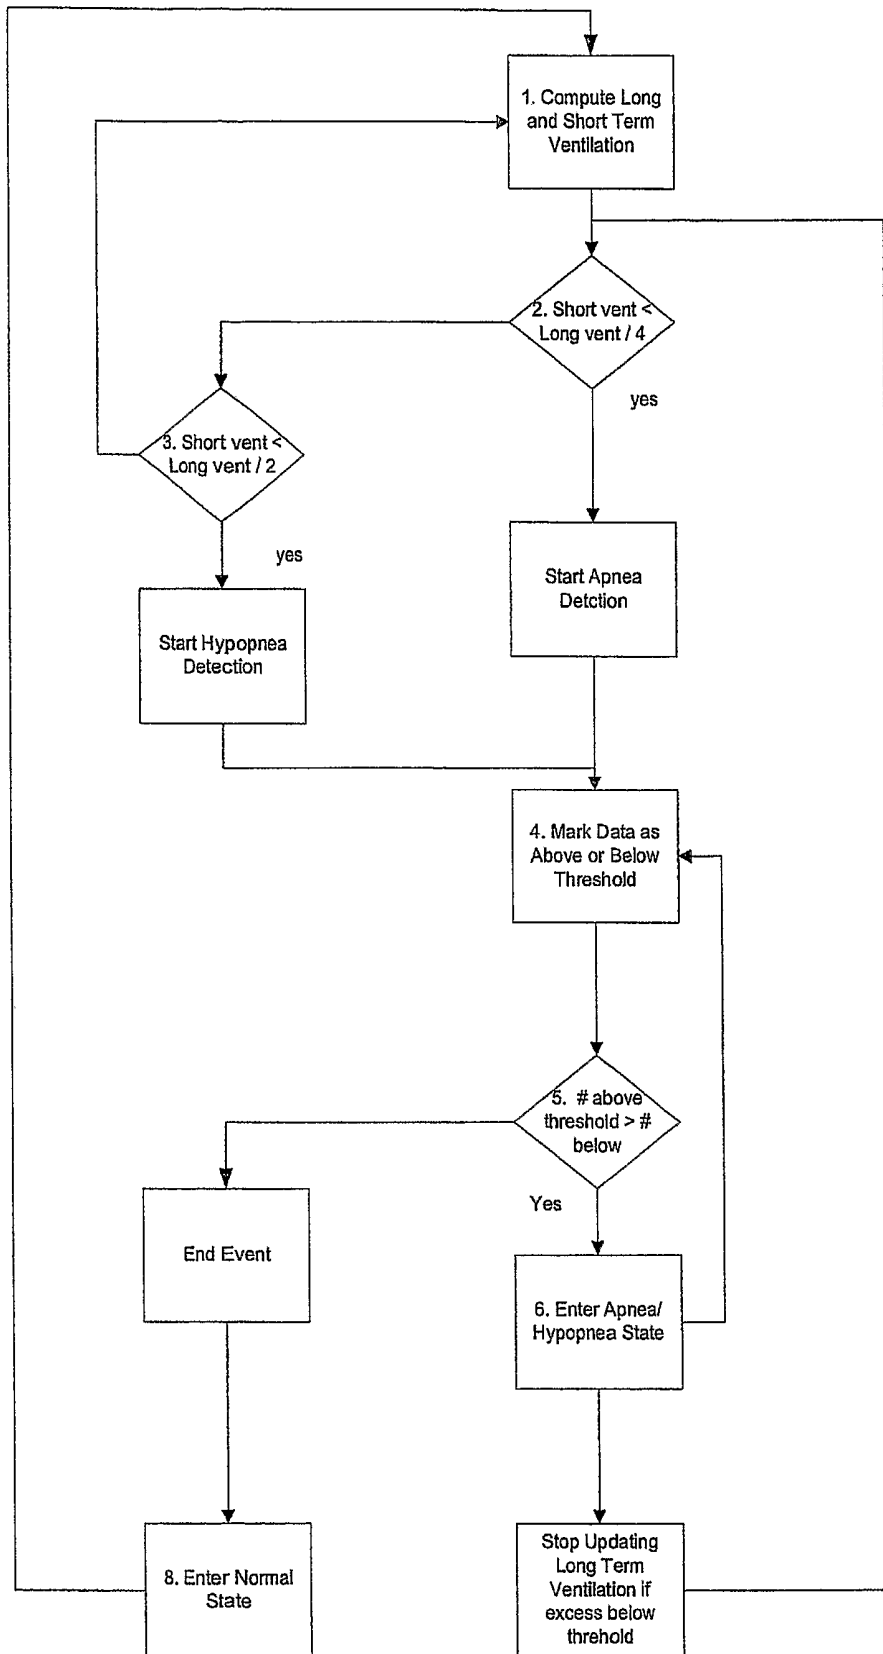 1. Compute Long
and Short Term
Ventilation
2. Short vent <
Long vent / 4
yes
3. Short vent <
Long vent / 2
yes
Start Apnea
Detction
Start Hypopnea
Detection
4. Mark Data as
Above or Below
Threshold
5. # above
threshold > #
below
Yes
End Event
6. Enter Apnea/
Hypopnea State
8. Enter Normal
State
Stop Updating
Long Term
Ventilation if
excess below
threhold